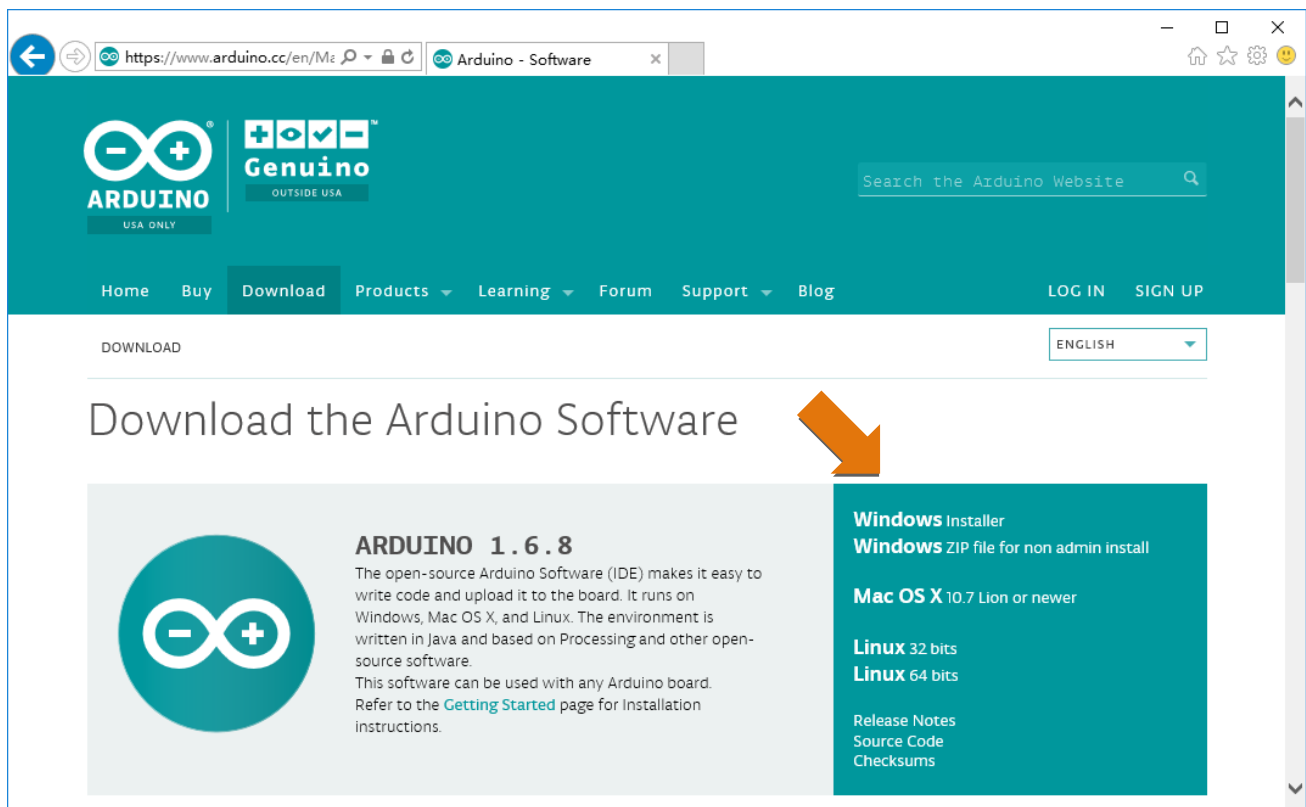 https://www.arduino.cc/en/Ma
Arduino - Software
ARDUINO
USA ONLY
Genuino
OUTSIDE USA
Search the Arduino Website
Home Buy Download Products Learning Forum Support Blog LOG IN SIGN UP
DOWNLOAD
ENGLISH
Download the Arduino Software
ARDUINO 1.6.8
The open-source Arduino Software (IDE) makes it easy to
write code and upload it to the board. It runs on
Windows, Mac OS X, and Linux. The environment is
written in Java and based on Processing and other open-
source software.
This software can be used with any Arduino board.
Refer to the Getting Started page for Installation
instructions.
Windows Installer
Windows ZIP file for non admin install
Mac OS X 10.7 Lion or newer
Linux 32 bits
Linux 64 bits
Release Notes
Source Code
Checksums